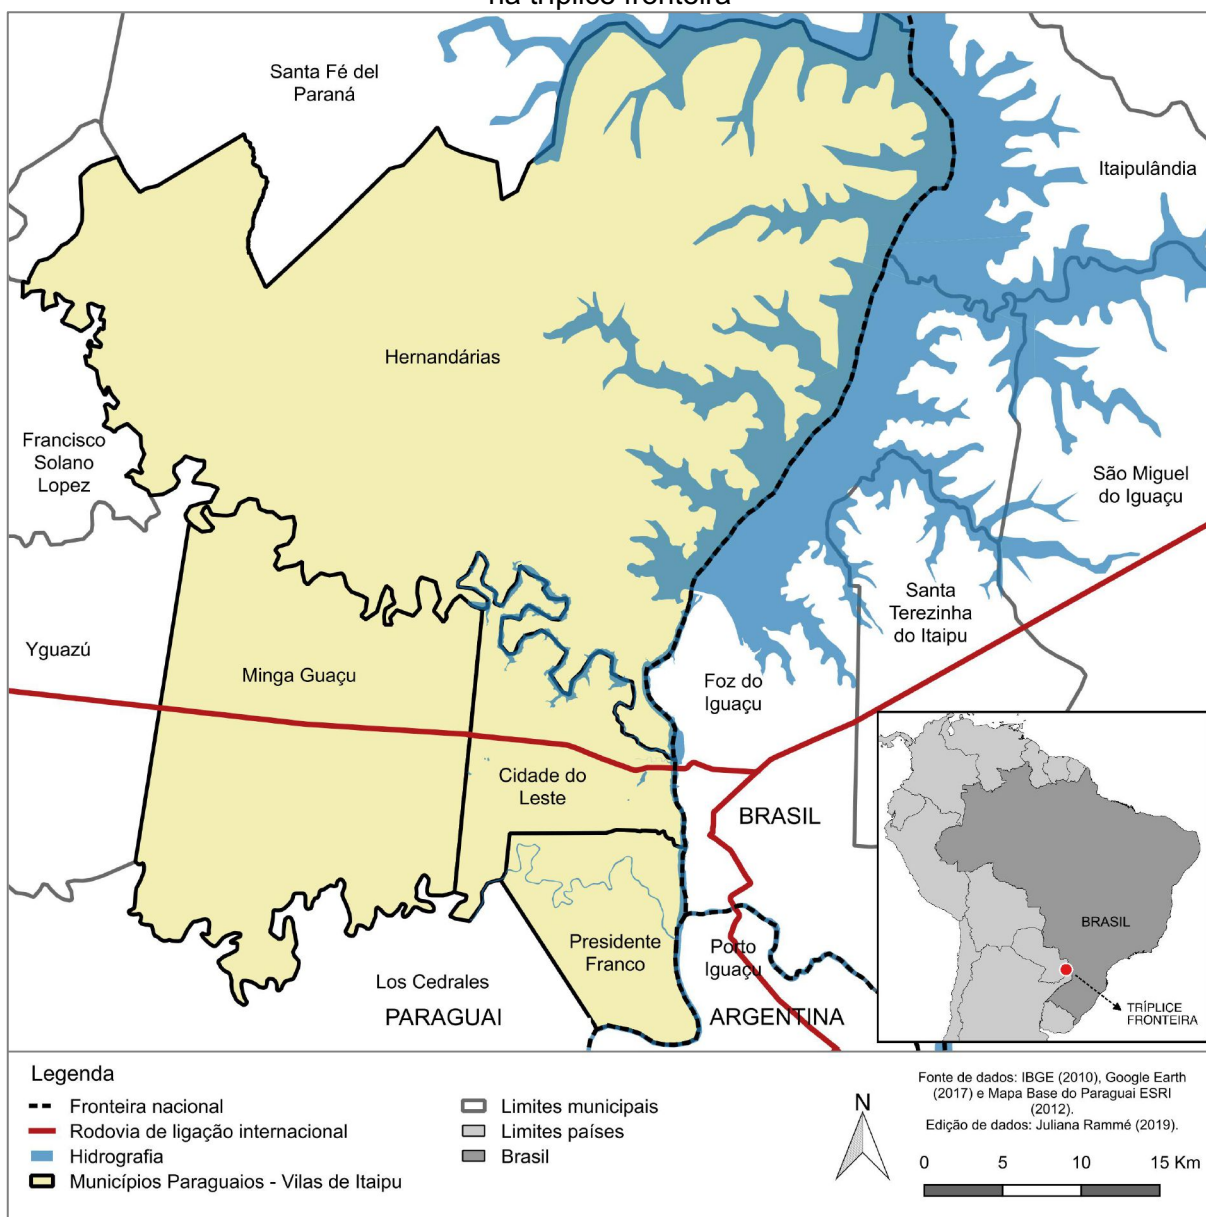 na tríplice fronteira
Santa Fé del
Paraná
Itaipulândia
Hernandárias
Francisco
Solano
Lopez
São Miguel
do Iguaçu
Santa
Terezinha
do Itaipu
Yguazú
Minga Guaçu
Foz do
Iguaçu
Cidade do
Leste
BRASIL
Presidente
Franco
Porto
Iguaçu
Los Cedrales
PARAGUAI
ARGENTINA
BRASIL
TRÍPLICE
FRONTEIRA
Legenda
Fronteira nacional
Rodovia de ligação internacional
Hidrografia
Municípios Paraguaios - Vilas de Itaipu
Limites municipais
Limites países
Brasil
N
Fonte de dados: IBGE (2010), Google Earth
(2017) e Mapa Base do Paraguai ESRI
(2012).
Edição de dados: Juliana Rammé (2019).
0 5 10 15 Km